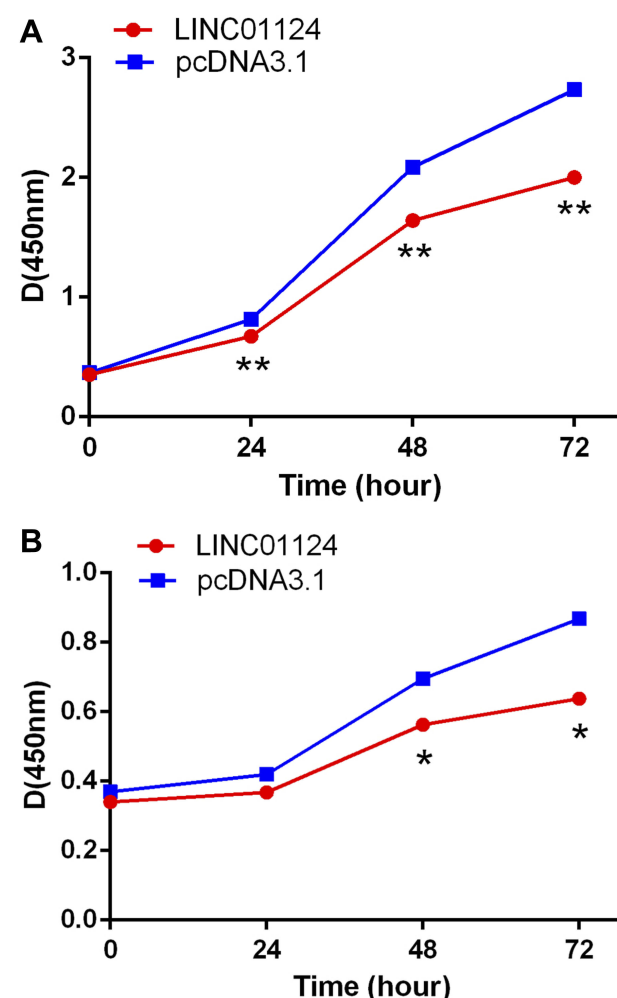 A
LINC01124
pcDNA3.1
3
2
1
0
D(450nm)
**
**
**
0 24 48 72
Time (hour)
B
LINC01124
pcDNA3.1
1.0
0.8
0.6
0.4
0.2
0.0
D(450nm)
*
*
0 24 48 72
Time (hour)